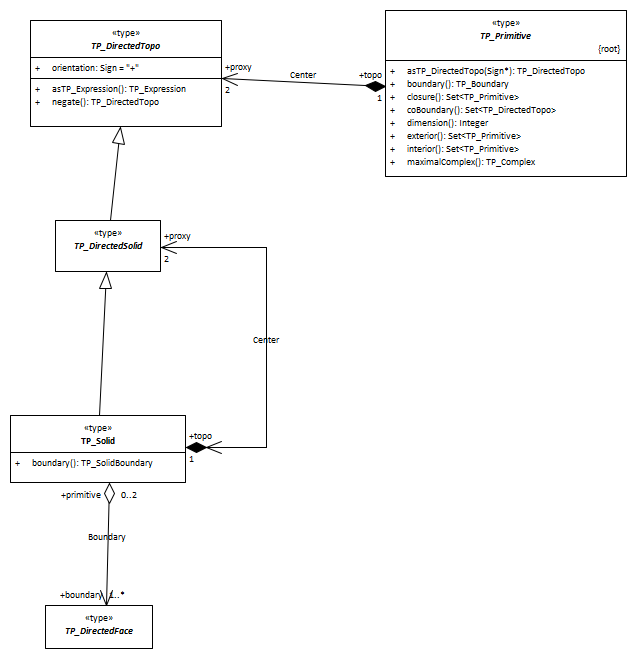 «type»
TP_DirectedTopo
+ orientation: Sign = "+"
+ asTP_Expression(): TP_Expression
+ negate(): TP_DirectedTopo
«type»
TP_Primitive
{root}
+ asTP_DirectedTopo(Sign*): TP_DirectedTopo
+ boundary(): TP_Boundary
+ closure(): Set<TP_Primitive>
+ coBoundary(): Set<TP_DirectedTopo>
+ dimension(): Integer
+ exterior(): Set<TP_Primitive>
+ interior(): Set<TP_Primitive>
+ maximalComplex(): TP_Complex
+proxy
2
Center
+topo
1
«type»
TP_DirectedSolid
+proxy
2
Center
«type»
TP_Solid
+ boundary(): TP_SolidBoundary
+topo
1
+primitive 0..2
Boundary
+boundary 1..*
«type»
TP_DirectedFace